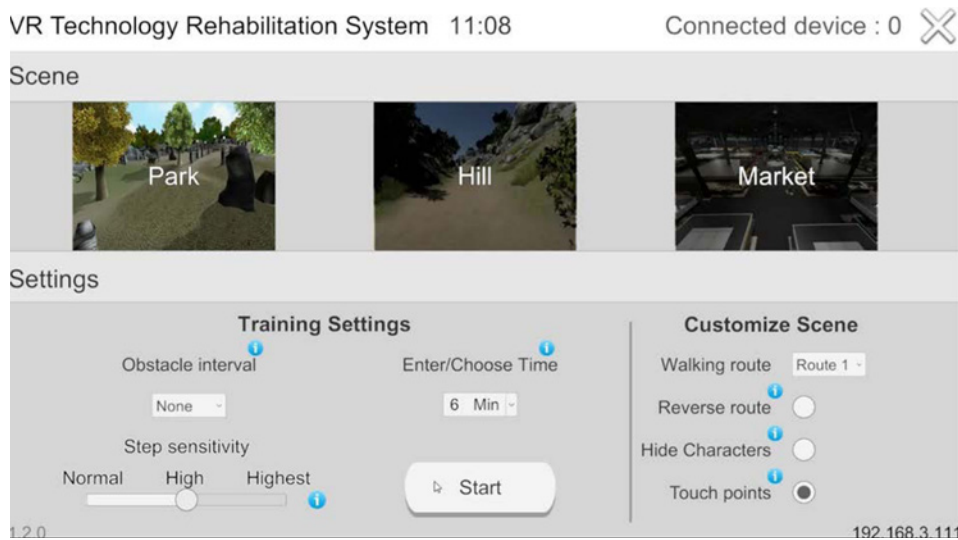 VR Technology Rehabilitation System 11:08 Connected device : 0
Scene
Park Hill Market
Settings
Training Settings
Customize Scene
Obstacle interval
Enter/Choose Time
Walking route Route 1
None
6 Min
Reverse route
Step sensitivity
Hide Characters
Normal High Highest
Start
Touch points
1.2.0
192.168.3.111